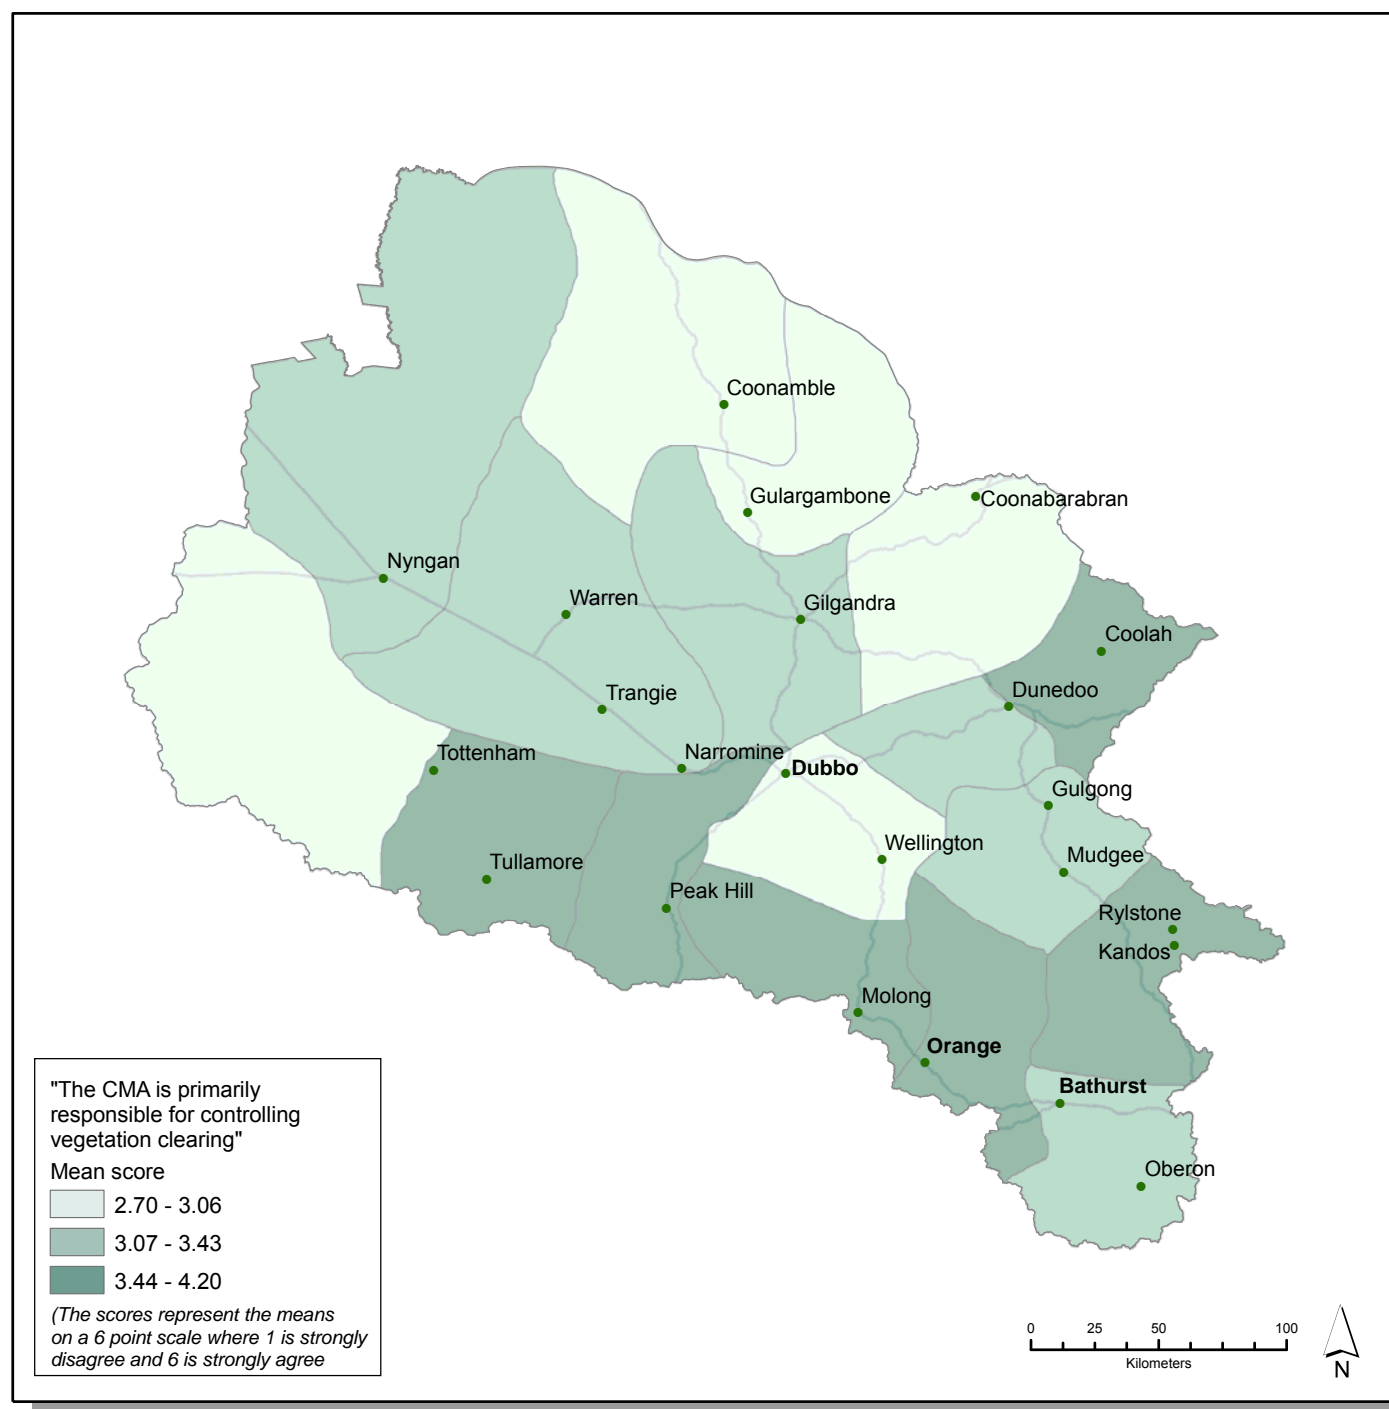 Coonamble
Gulargambone
Coonabarabran
Nyngan
Warren
Gilgandra
Coolah
Trangie
Dunedoo
Tottenham
Narromine
Dubbo
Gulgong
Wellington
Mudgee
Tullamore
Peak Hill
Rylstone
Kandos
Molong
Orange
Bathurst
Oberon
"The CMA is primarily
responsible for controlling
vegetation clearing"
Mean score
2.70 - 3.06
3.07 - 3.43
3.44 - 4.20
(The scores represent the means
on a 6 point scale where 1 is strongly
disagree and 6 is strongly agree
0 25 50 100
Kilometers
N